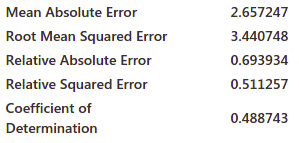 Mean Absolute Error 2.657247
Root Mean Squared Error 3.440748
Relative Absolute Error 0.693934
Relative Squared Error 0.511257
Coefficient of
Determination 0.488743